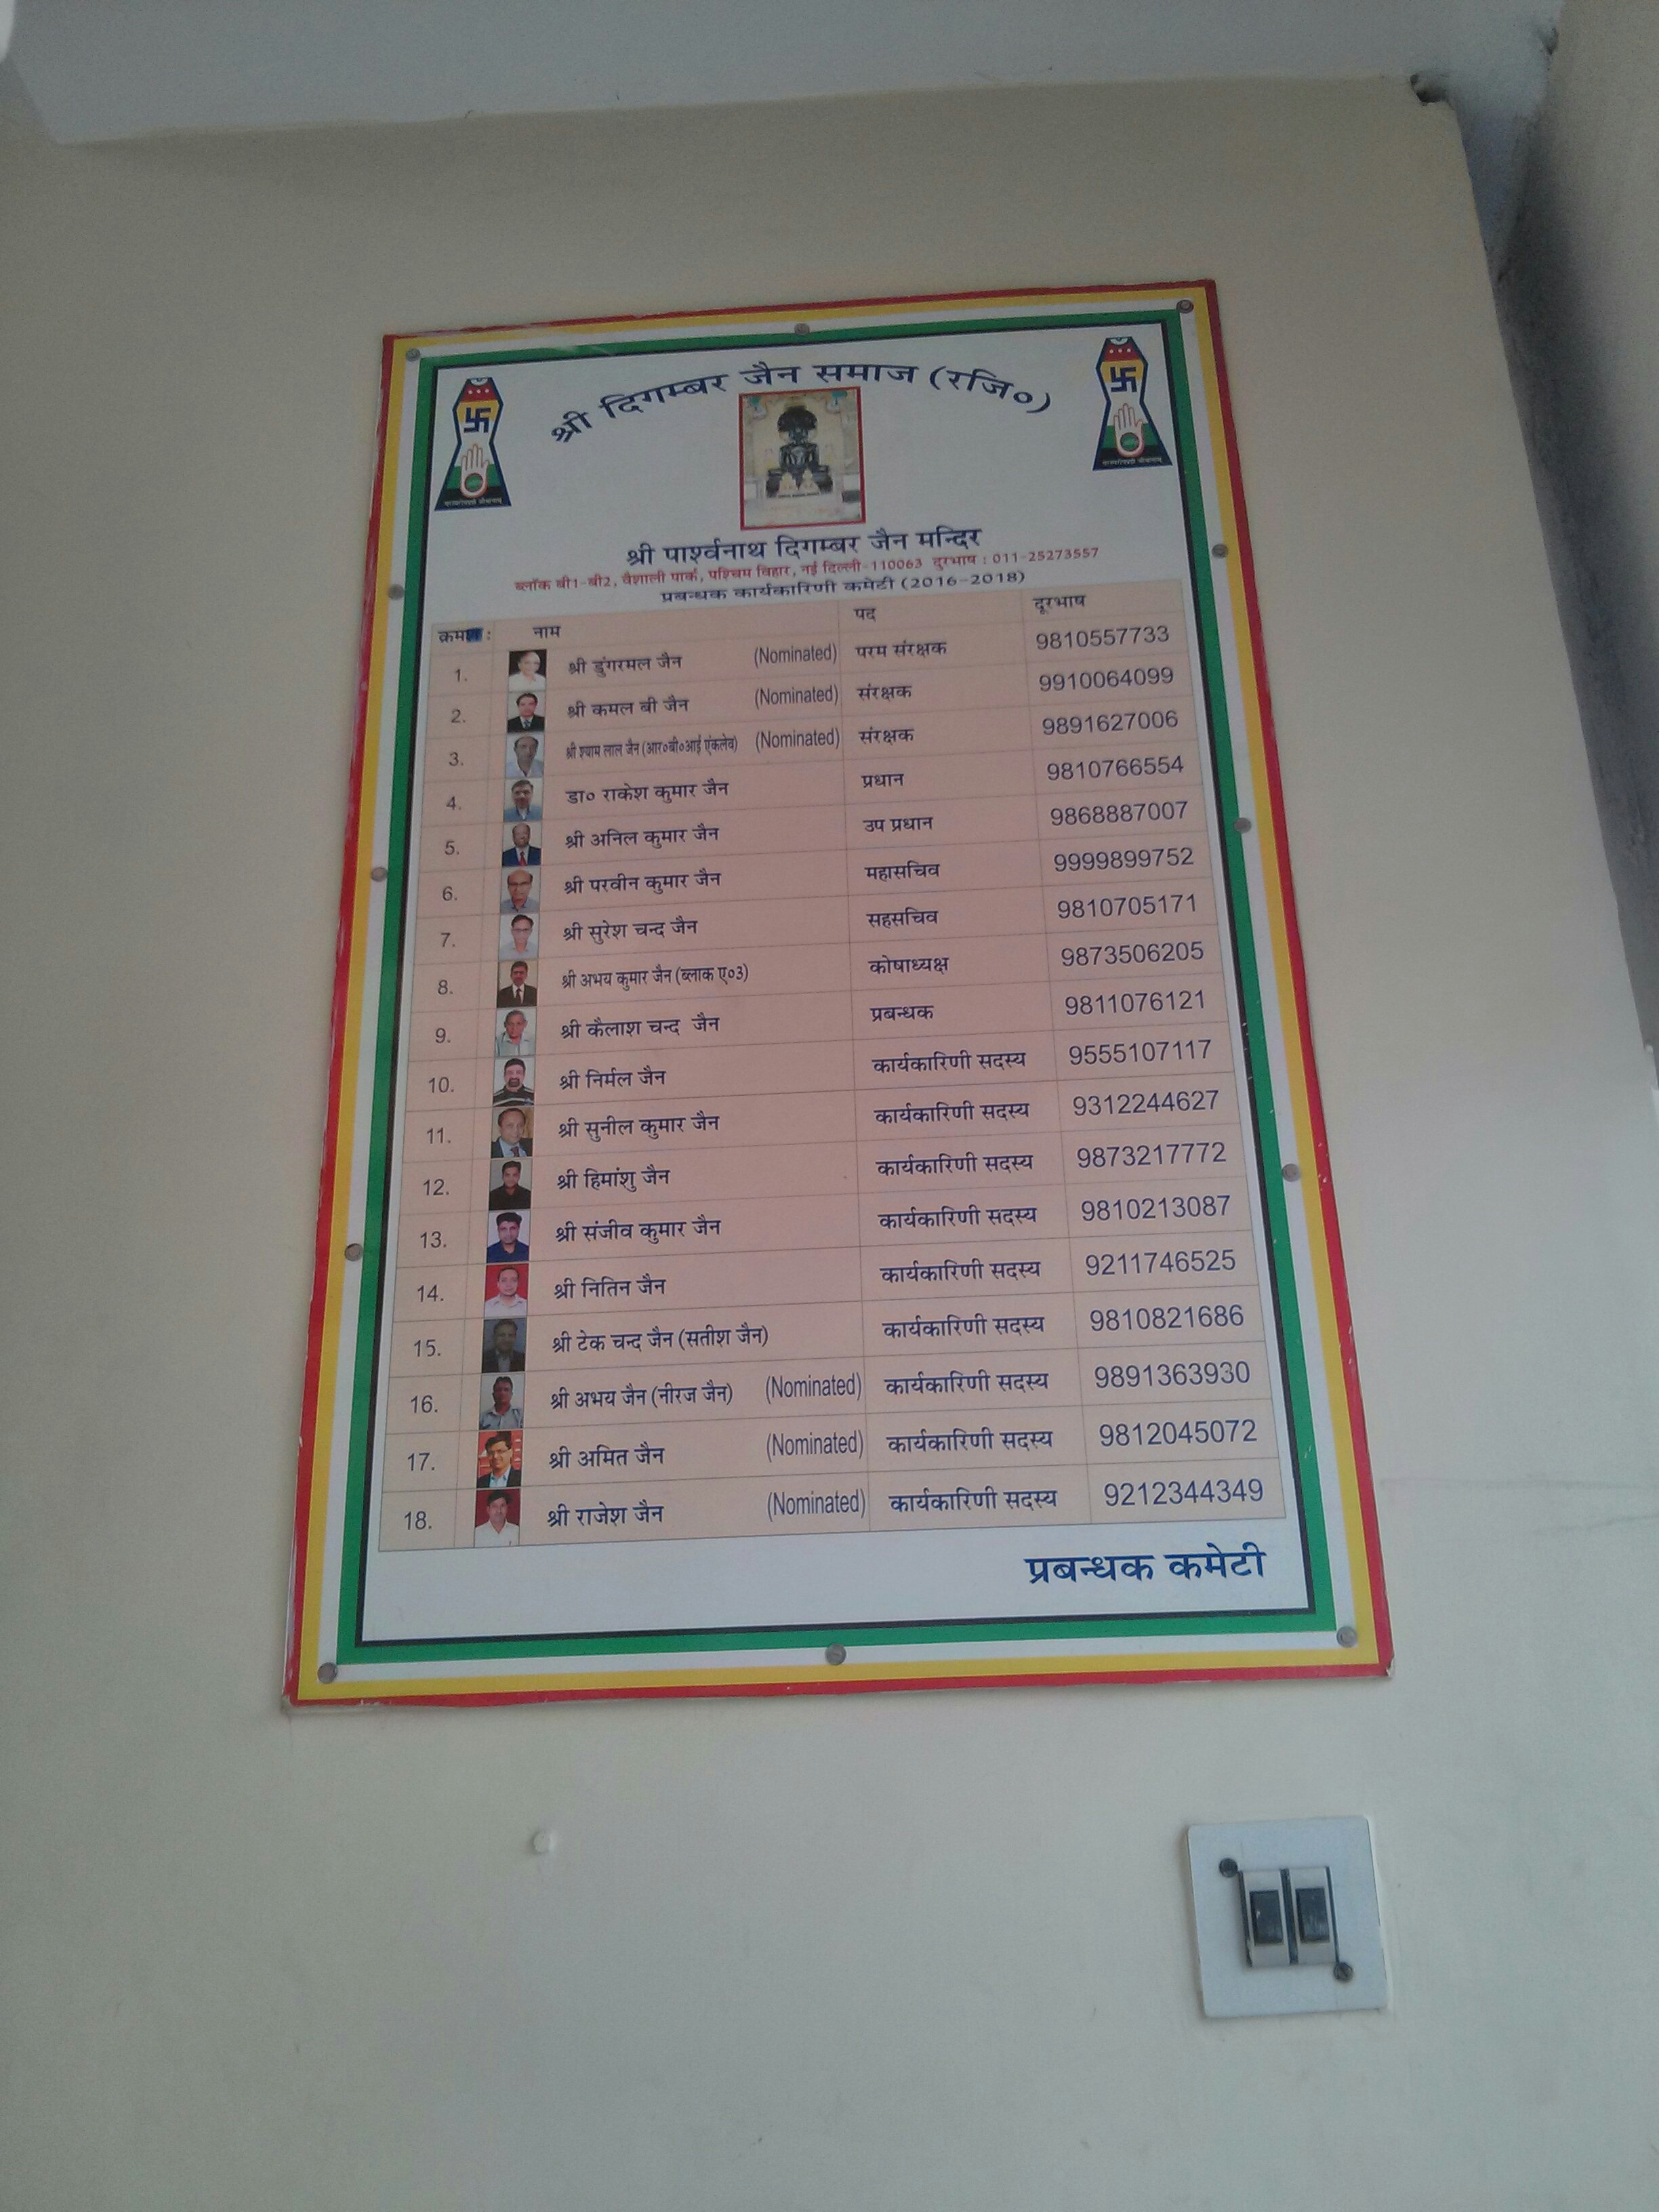 श्री दिगम्बर जैन समाज (रजि०)
श्री पार्श्वनाथ दिगम्बर जैन मन्दिर
ब्लॉक बी1-बी2, वैशाली पार्क, पश्चिम विहार, नई दिल्ली-110063 दुरभाष : 011-25273557
प्रबन्धक कार्यकारिणी कमेटी (2016-2018)
क्रमश : नाम पद दूरभाष
1. श्री डुंगरमल जैन (Nominated) परम संरक्षक 9810557733
2. श्री कमल बी जैन (Nominated) संरक्षक 9910064099
3. श्री श्याम लाल जैन (आर०बी०आई एंकलेव) (Nominated) संरक्षक 9891627006
4. डा० राकेश कुमार जैन प्रधान 9810766554
5. श्री अनिल कुमार जैन उप प्रधान 9868887007
6. श्री परवीन कुमार जैन महासचिव 9999899752
7. श्री सुरेश चन्द जैन सहसचिव 9810705171
8. श्री अभय कुमार जैन (ब्लाक ए०3) कोषाध्यक्ष 9873506205
9. श्री कैलाश चन्द जैन प्रबन्धक 9811076121
10. श्री निर्मल जैन कार्यकारिणी सदस्य 9555107117
11. श्री सुनील कुमार जैन कार्यकारिणी सदस्य 9312244627
12. श्री हिमांशु जैन कार्यकारिणी सदस्य 9873217772
13. श्री संजीव कुमार जैन कार्यकारिणी सदस्य 9810213087
14. श्री नितिन जैन कार्यकारिणी सदस्य 9211746525
15. श्री टेक चन्द जैन (सतीश जैन) कार्यकारिणी सदस्य 9810821686
16. श्री अभय जैन (नीरज जैन) (Nominated) कार्यकारिणी सदस्य 9891363930
17. श्री अमित जैन (Nominated) कार्यकारिणी सदस्य 9812045072
18. श्री राजेश जैन (Nominated) कार्यकारिणी सदस्य 9212344349
प्रबन्धक कमेटी